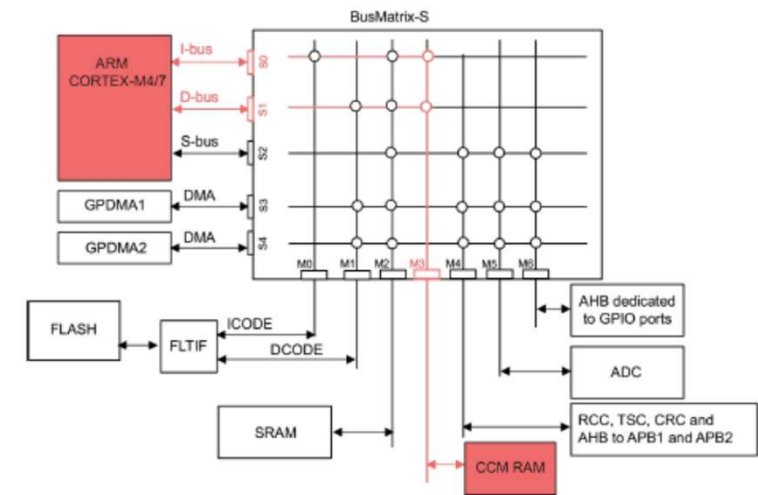 BusMatrix-S
ARM
CORTEX-M4/7
I-bus
S0
D-bus
S1
S-bus
S2
GPDMA1
DMA
S3
GPDMA2
DMA
S4
M0
M1
M2
M3
M4
M5
M6
FLASH
FLTIF
ICODE
DCODE
AHB dedicated
to GPIO ports
ADC
SRAM
RCC, TSC, CRC and
AHB to APB1 and APB2
CCM RAM